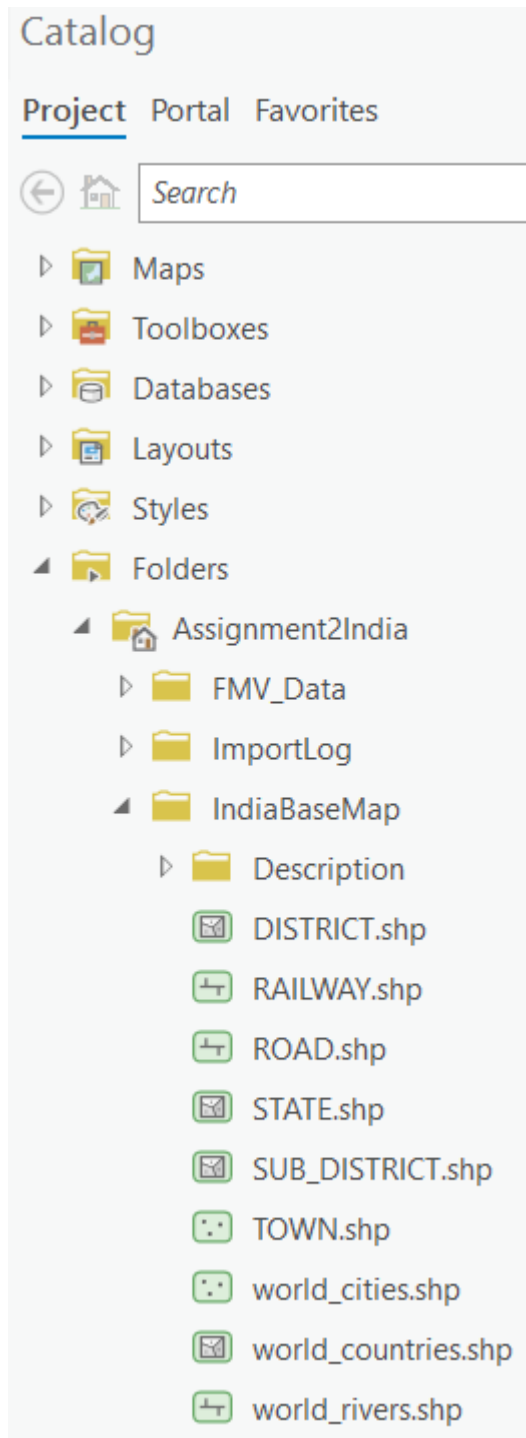 Catalog
Project Portal Favorites
Search
Maps
Toolboxes
Databases
Layouts
Styles
Folders
Assignment2India
FMV_Data
ImportLog
IndiaBaseMap
Description
DISTRICT.shp
RAILWAY.shp
ROAD.shp
STATE.shp
SUB_DISTRICT.shp
TOWN.shp
world_cities.shp
world_countries.shp
world_rivers.shp